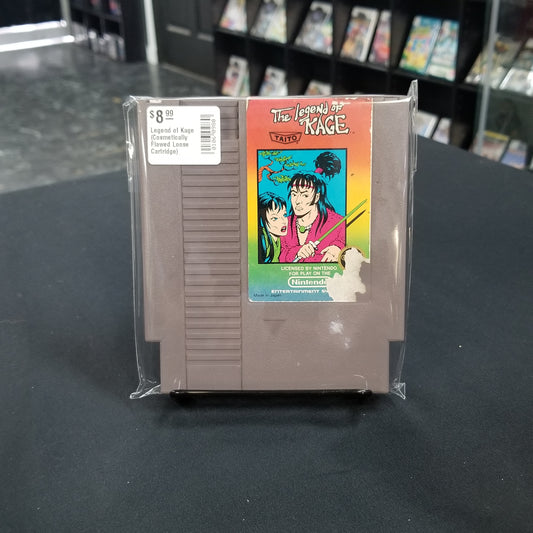 $8.99
Legend of Kage
(Cosmetically
Flawed Loose
Cartridge)
The Legend of
KAGE
TAITO
LICENSED BY NINTENDO
FOR PLAY ON THE
Nintendo
ENTERTAINMENT
Made in Japan